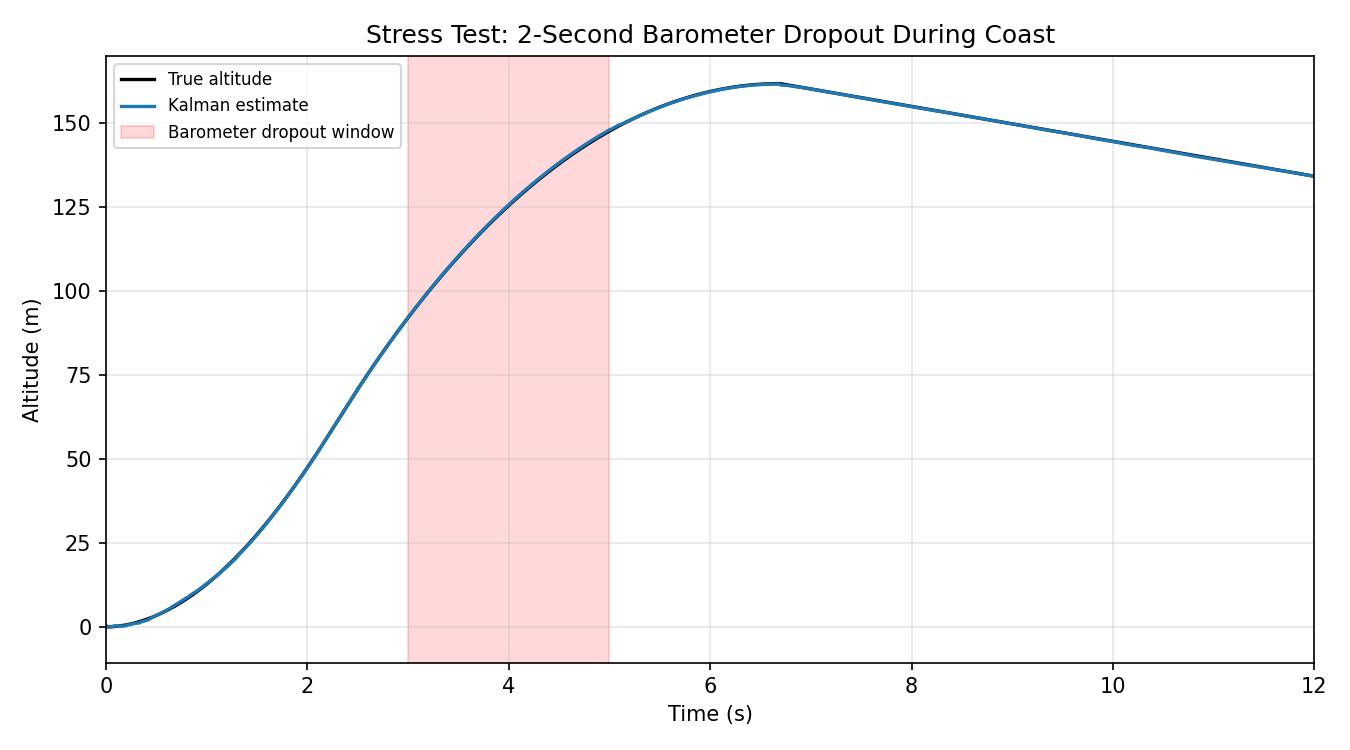 Stress Test: 2-Second Barometer Dropout During Coast
True altitude
Kalman estimate
Barometer dropout window
Altitude (m)
150
125
100
75
50
25
0
0 2 4 6 8 10 12
Time (s)